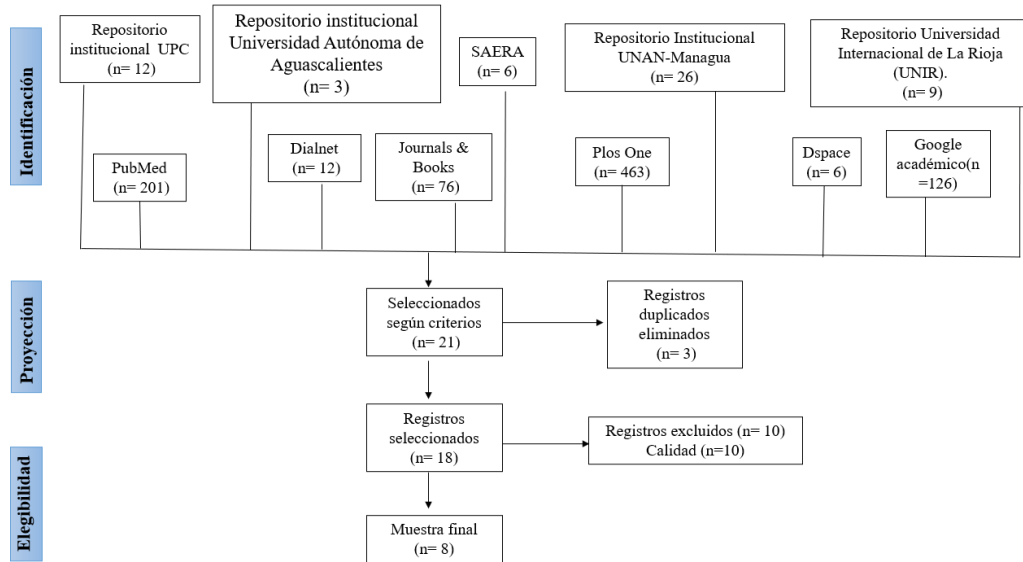 Identificación
Repositorio
institucional UPC
(n= 12)
Repositorio institucional
Universidad Autónoma de
Aguascalientes
(n= 3)
SAERA
(n= 6)
Repositorio Institucional
UNAN-Managua
(n= 26)
Repositorio Universidad
Internacional de La Rioja
(UNIR).
(n= 9)
PubMed
(n= 201)
Dialnet
(n= 12)
Journals &
Books
(n= 76)
Plos One
(n= 463)
Dspace
(n= 6)
Google
académico(n
=126)
Proyección
Seleccionados
según criterios
(n= 21)
Registros
duplicados
eliminados
(n= 3)
Registros
seleccionados
(n= 18)
Registros excluidos (n= 10)
Calidad (n=10)
Elegibilidad
Muestra final
(n= 8)